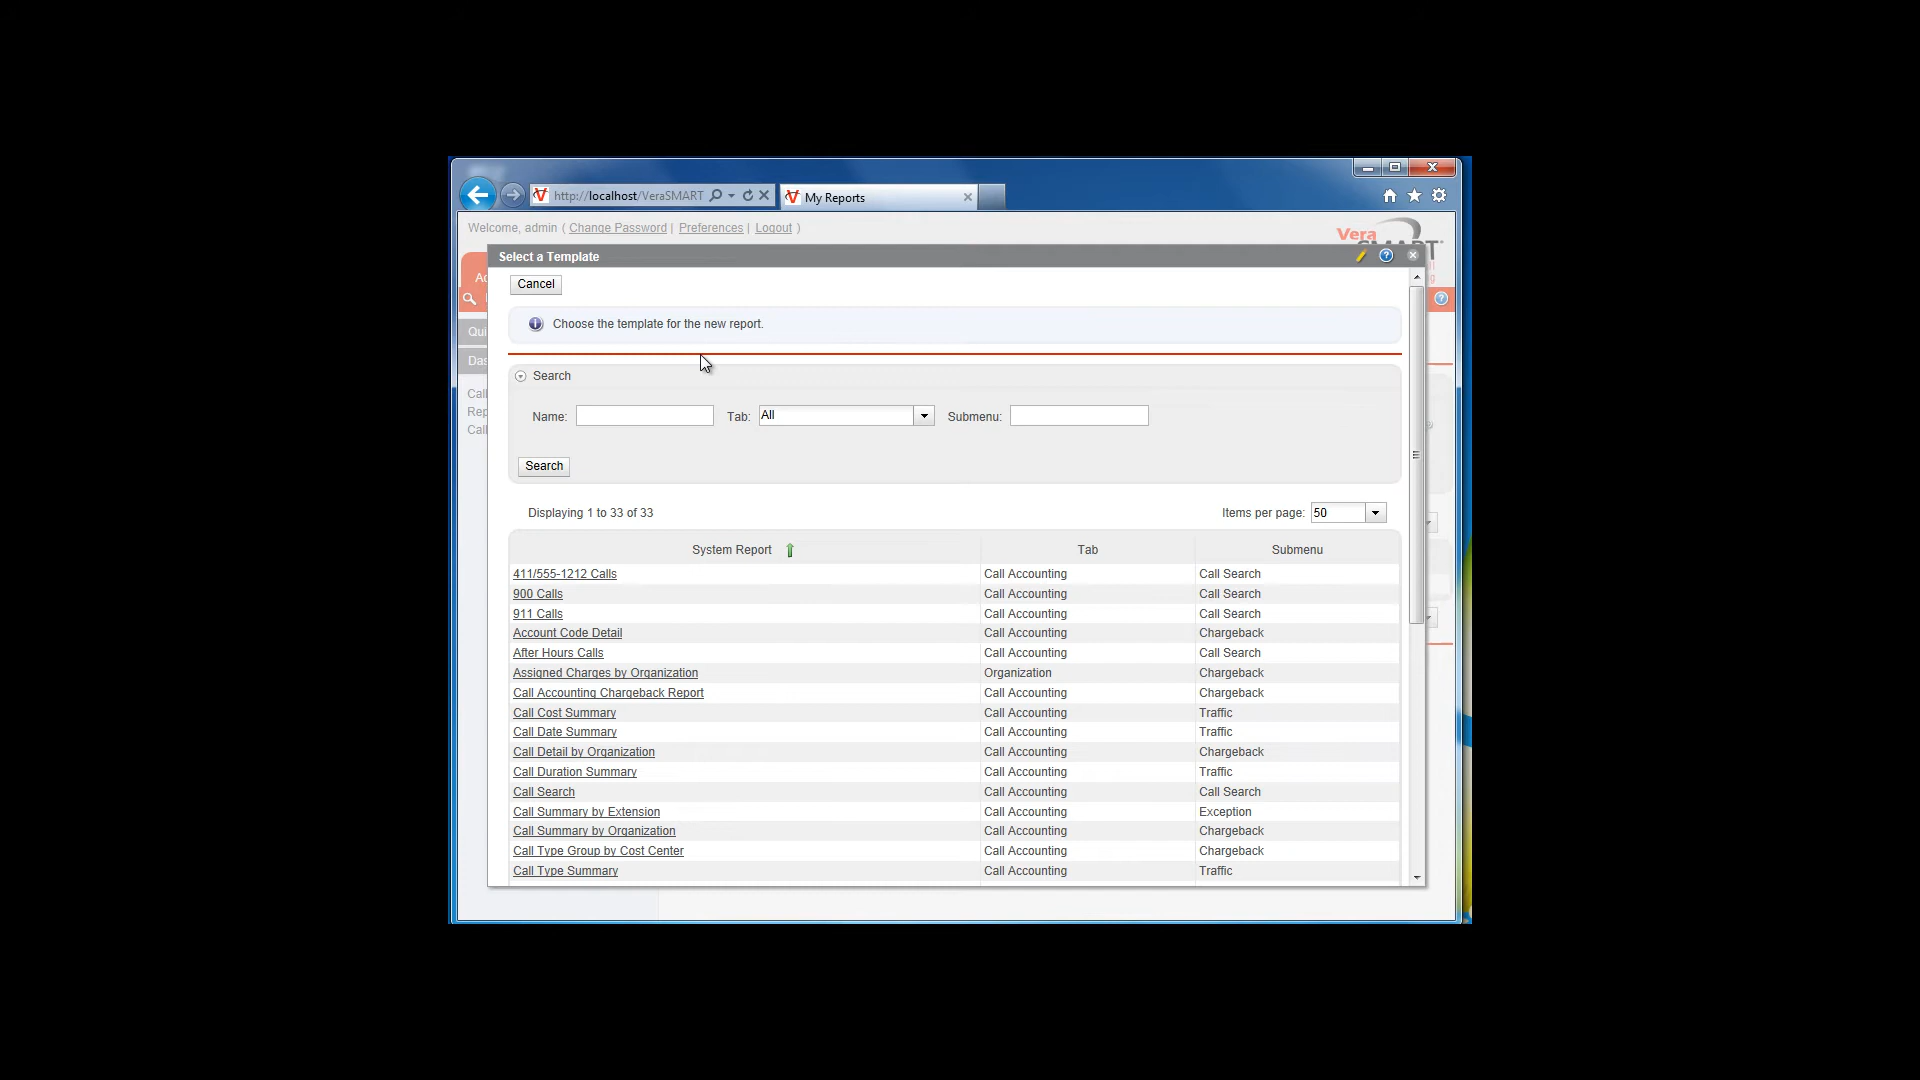 http://localhost/VeraSMART
My Reports
Welcome, admin ( Change Password | Preferences | Logout )
Vera
Select a Template
Cancel
Choose the template for the new report.
Search
Name:
Tab: All
Submenu:
Search
Displaying 1 to 33 of 33
Items per page: 50
System Report Tab Submenu
411/555-1212 Calls Call Accounting Call Search
900 Calls Call Accounting Call Search
911 Calls Call Accounting Call Search
Account Code Detail Call Accounting Chargeback
After Hours Calls Call Accounting Call Search
Assigned Charges by Organization Organization Chargeback
Call Accounting Chargeback Report Call Accounting Chargeback
Call Cost Summary Call Accounting Traffic
Call Date Summary Call Accounting Traffic
Call Detail by Organization Call Accounting Chargeback
Call Duration Summary Call Accounting Traffic
Call Search Call Accounting Call Search
Call Summary by Extension Call Accounting Exception
Call Summary by Organization Call Accounting Chargeback
Call Type Group by Cost Center Call Accounting Chargeback
Call Type Summary Call Accounting Traffic